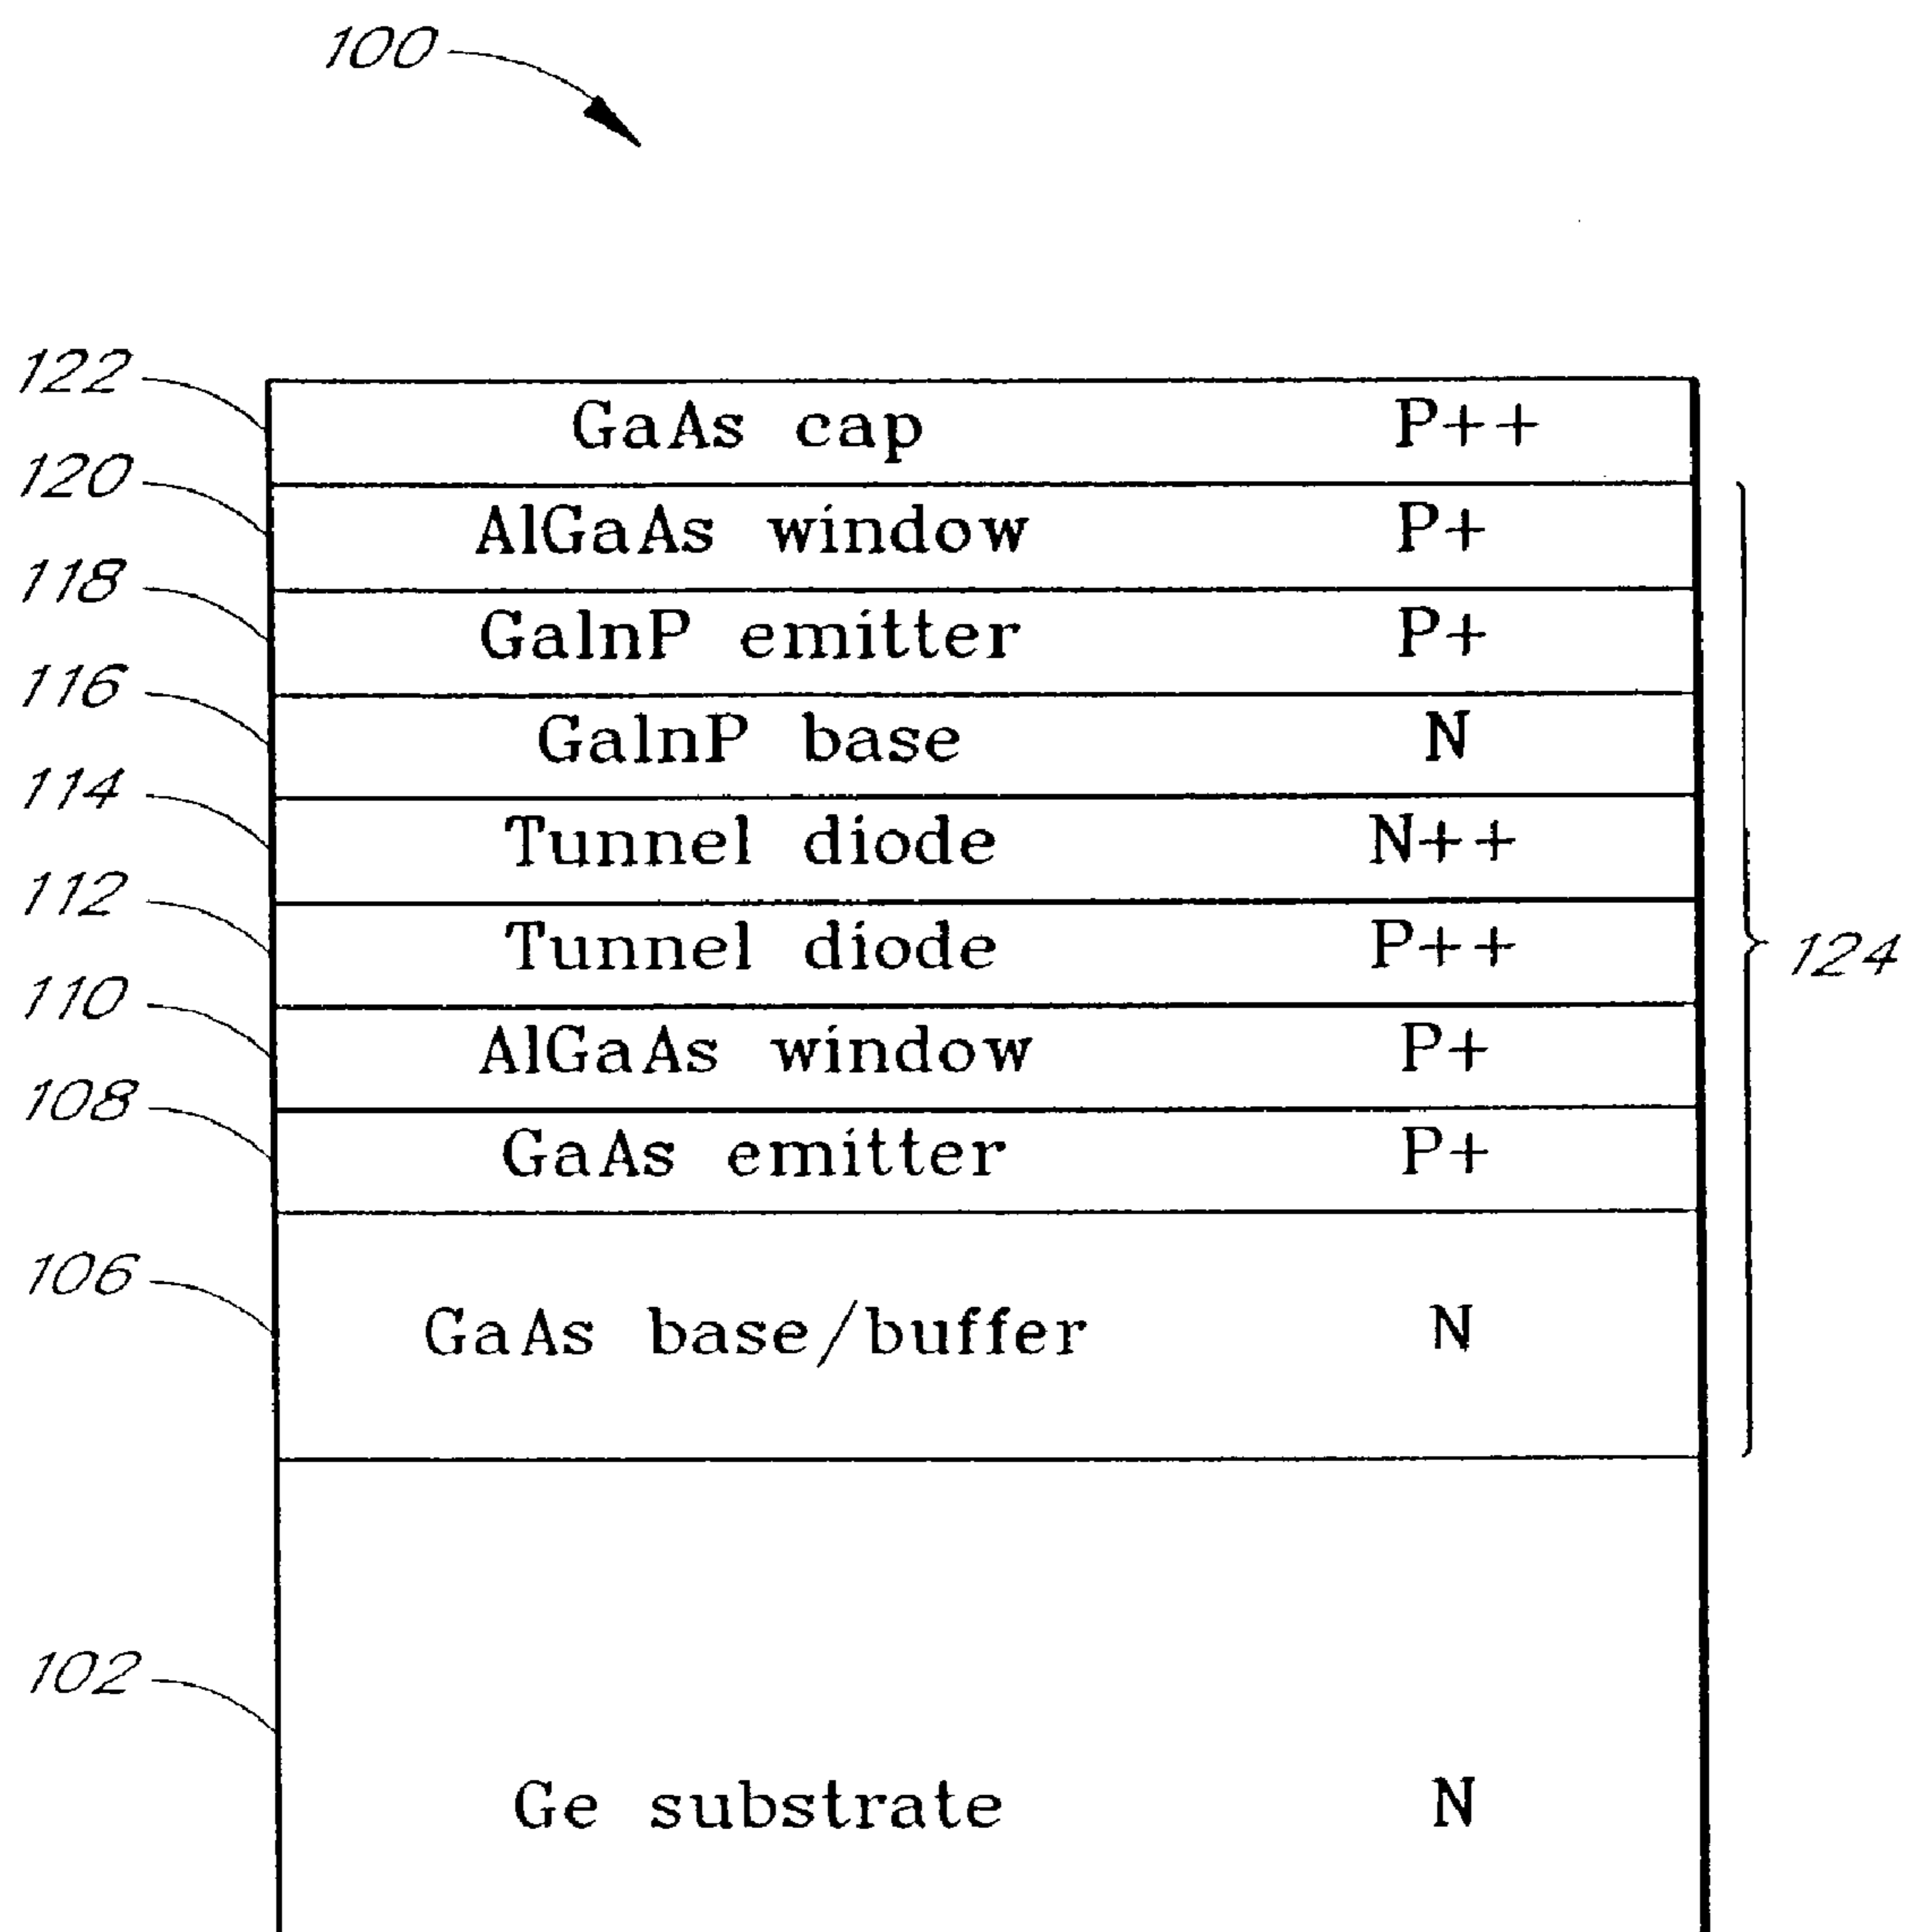 100
122 GaAs cap P++
120 AlGaAs window P+
118 GaInP emitter P+
116 GaInP base N
114 Tunnel diode N++
112 Tunnel diode P++
124
110 AlGaAs window P+
108 GaAs emitter P+
106 GaAs base/buffer N
102
Ge substrate N